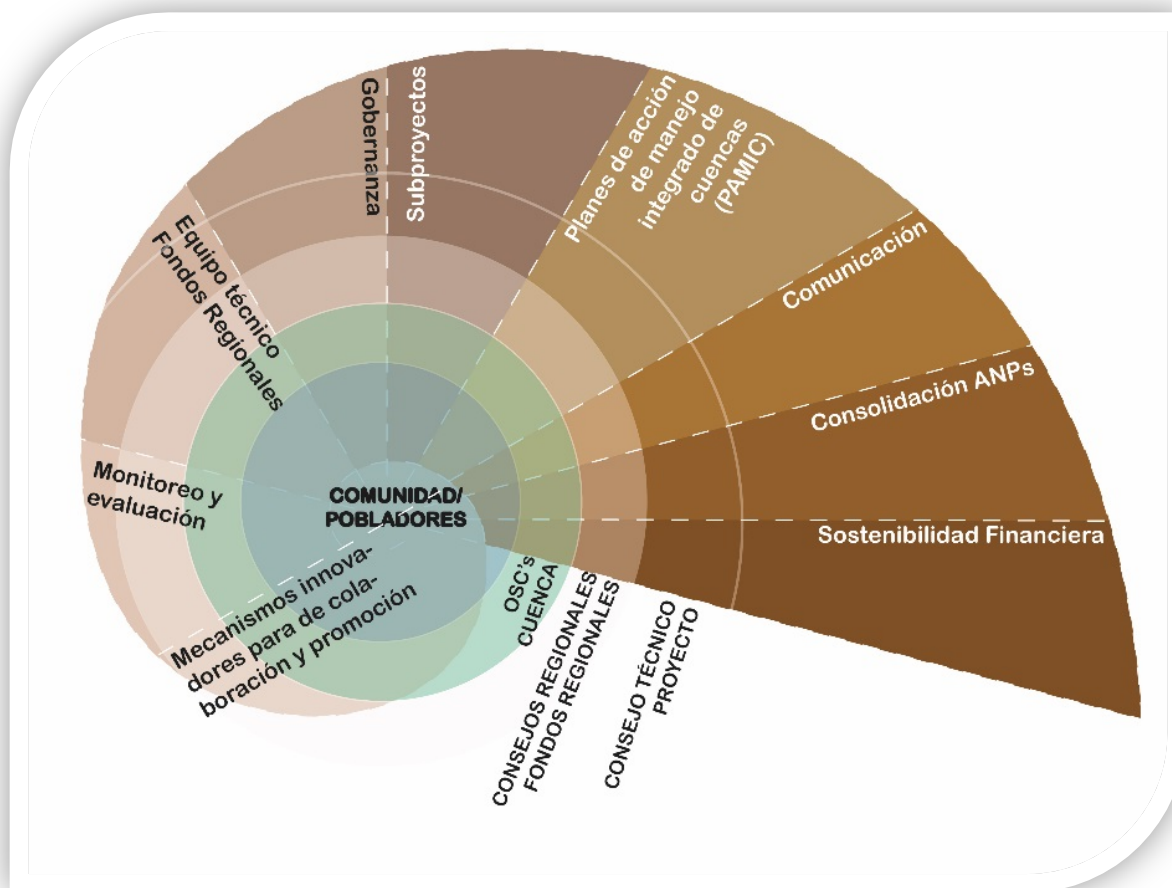 Gobernanza
Subproyectos
Planes de acción
de manejo
integrado de
cuencas
(PAMIC)
Comunicación
Consolidación ANPs
Sostenibilidad Financiera
Equipo técnico
Fondos Regionales
Monitoreo y
evaluación
Mecanismos innova-
dores para de cola-
boración y promoción
COMUNIDAD/
POBLADORES
OSC's
CUENCA
CONSEJOS REGIONALES
FONDOS REGIONALES
CONSEJO TÉCNICO
PROYECTO